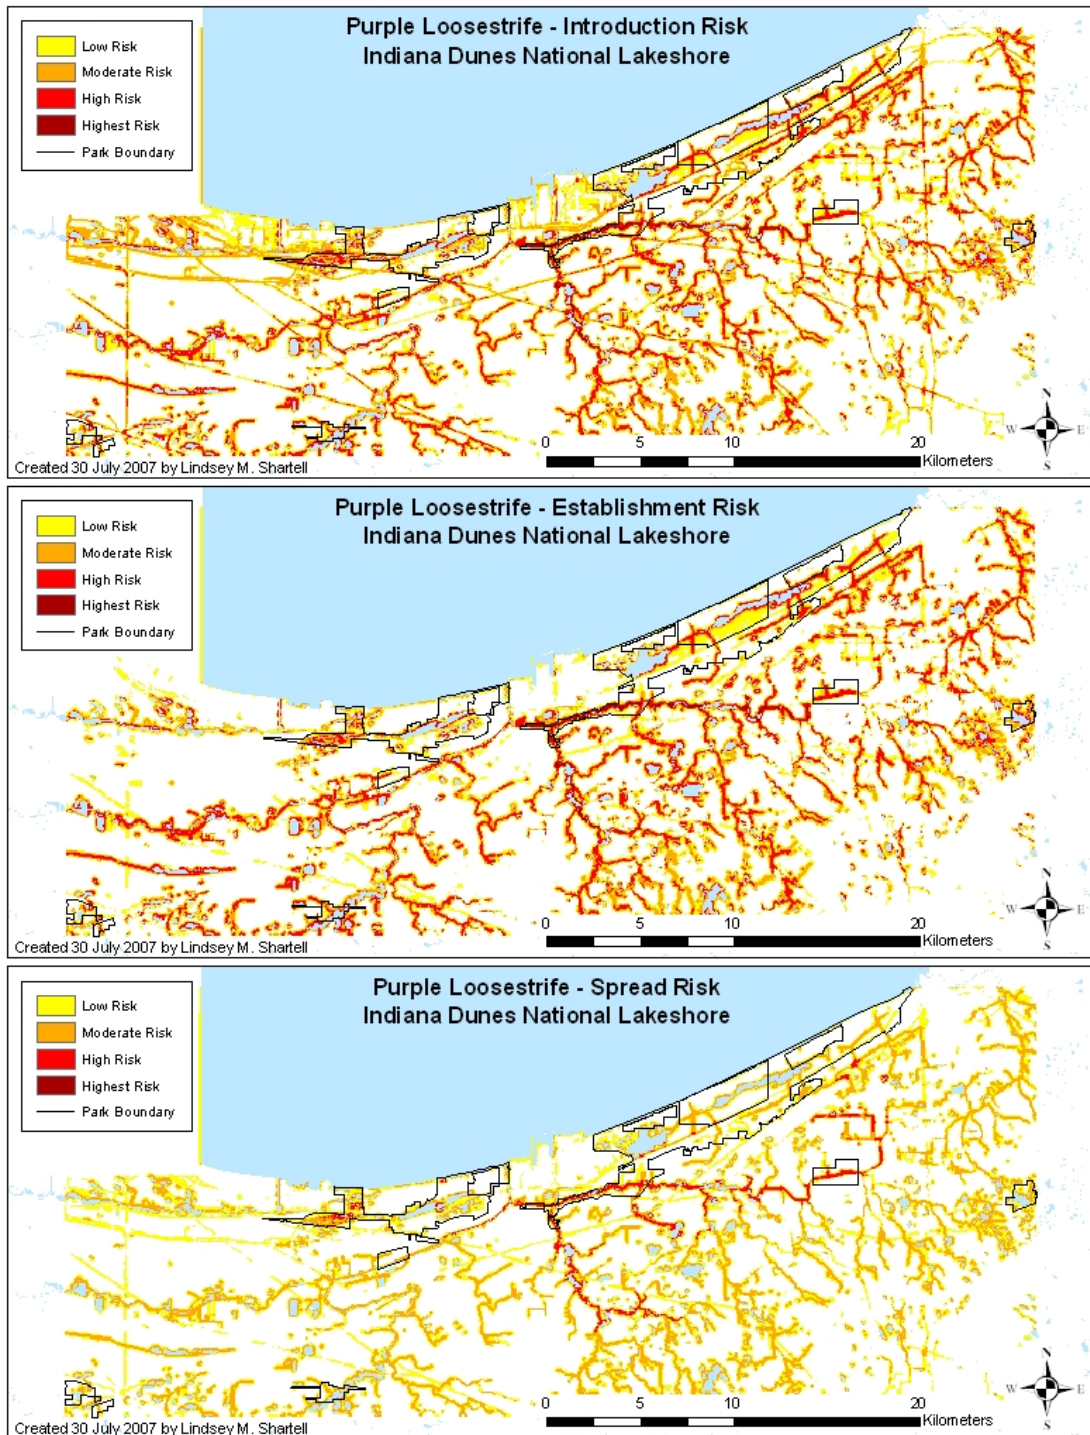 Purple Loosestrife - Introduction Risk
Indiana Dunes National Lakeshore
Low Risk
Moderate Risk
High Risk
Highest Risk
Park Boundary
N
W E
S
0 5 10 20
Kilometers
Created 30 July 2007 by Lindsey M. Shartell
Purple Loosestrife - Establishment Risk
Indiana Dunes National Lakeshore
Low Risk
Moderate Risk
High Risk
Highest Risk
Park Boundary
N
W E
S
0 5 10 20
Kilometers
Created 30 July 2007 by Lindsey M. Shartell
Purple Loosestrife - Spread Risk
Indiana Dunes National Lakeshore
Low Risk
Moderate Risk
High Risk
Highest Risk
Park Boundary
N
W E
S
0 5 10 20
Kilometers
Created 30 July 2007 by Lindsey M. Shartell